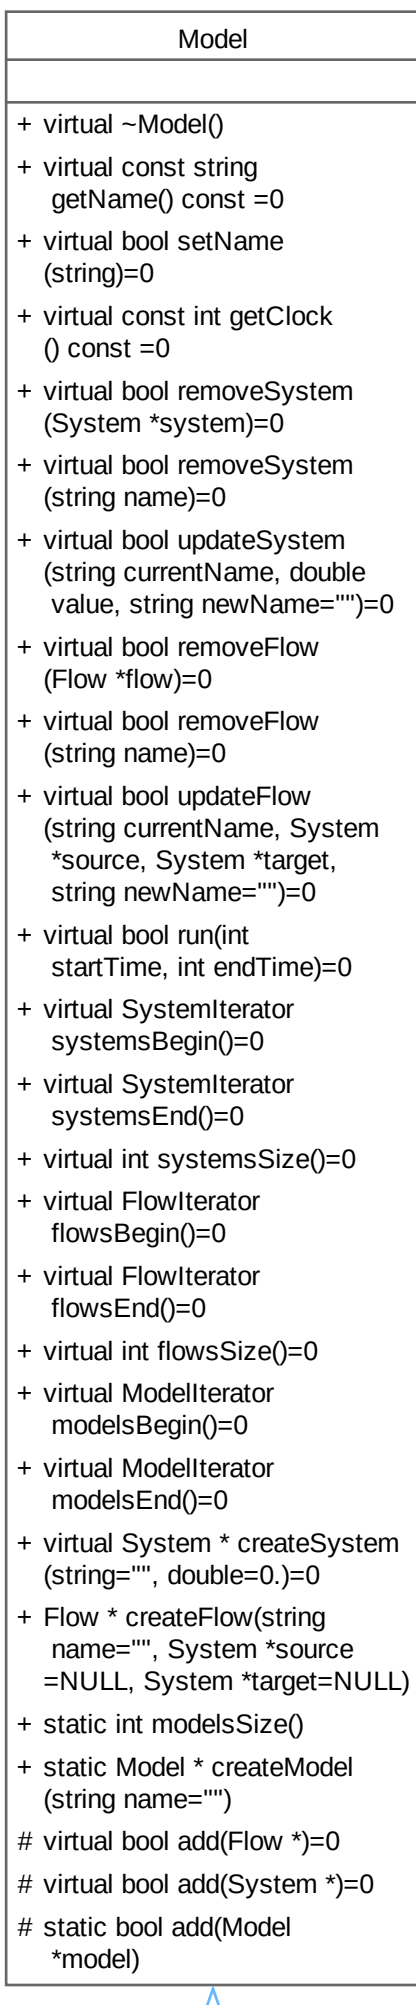 Model
+ virtual ~Model()
+ virtual const string
getName() const =0
+ virtual bool setName
(string)=0
+ virtual const int getClock
() const =0
+ virtual bool removeSystem
(System *system)=0
+ virtual bool removeSystem
(string name)=0
+ virtual bool updateSystem
(string currentName, double
value, string newName="")=0
+ virtual bool removeFlow
(Flow *flow)=0
+ virtual bool removeFlow
(string name)=0
+ virtual bool updateFlow
(string currentName, System
*source, System *target,
string newName="")=0
+ virtual bool run(int
startTime, int endTime)=0
+ virtual SystemIterator
systemsBegin()=0
+ virtual SystemIterator
systemsEnd()=0
+ virtual int systemsSize()=0
+ virtual FlowIterator
flowsBegin()=0
+ virtual FlowIterator
flowsEnd()=0
+ virtual int flowsSize()=0
+ virtual ModelIterator
modelsBegin()=0
+ virtual ModelIterator
modelsEnd()=0
+ virtual System * createSystem
(string="", double=0.)=0
+ Flow * createFlow(string
name="", System *source
=NULL, System *target=NULL)
+ static int modelsSize()
+ static Model * createModel
(string name="")
# virtual bool add(Flow *)=0
# virtual bool add(System *)=0
# static bool add(Model
*model)